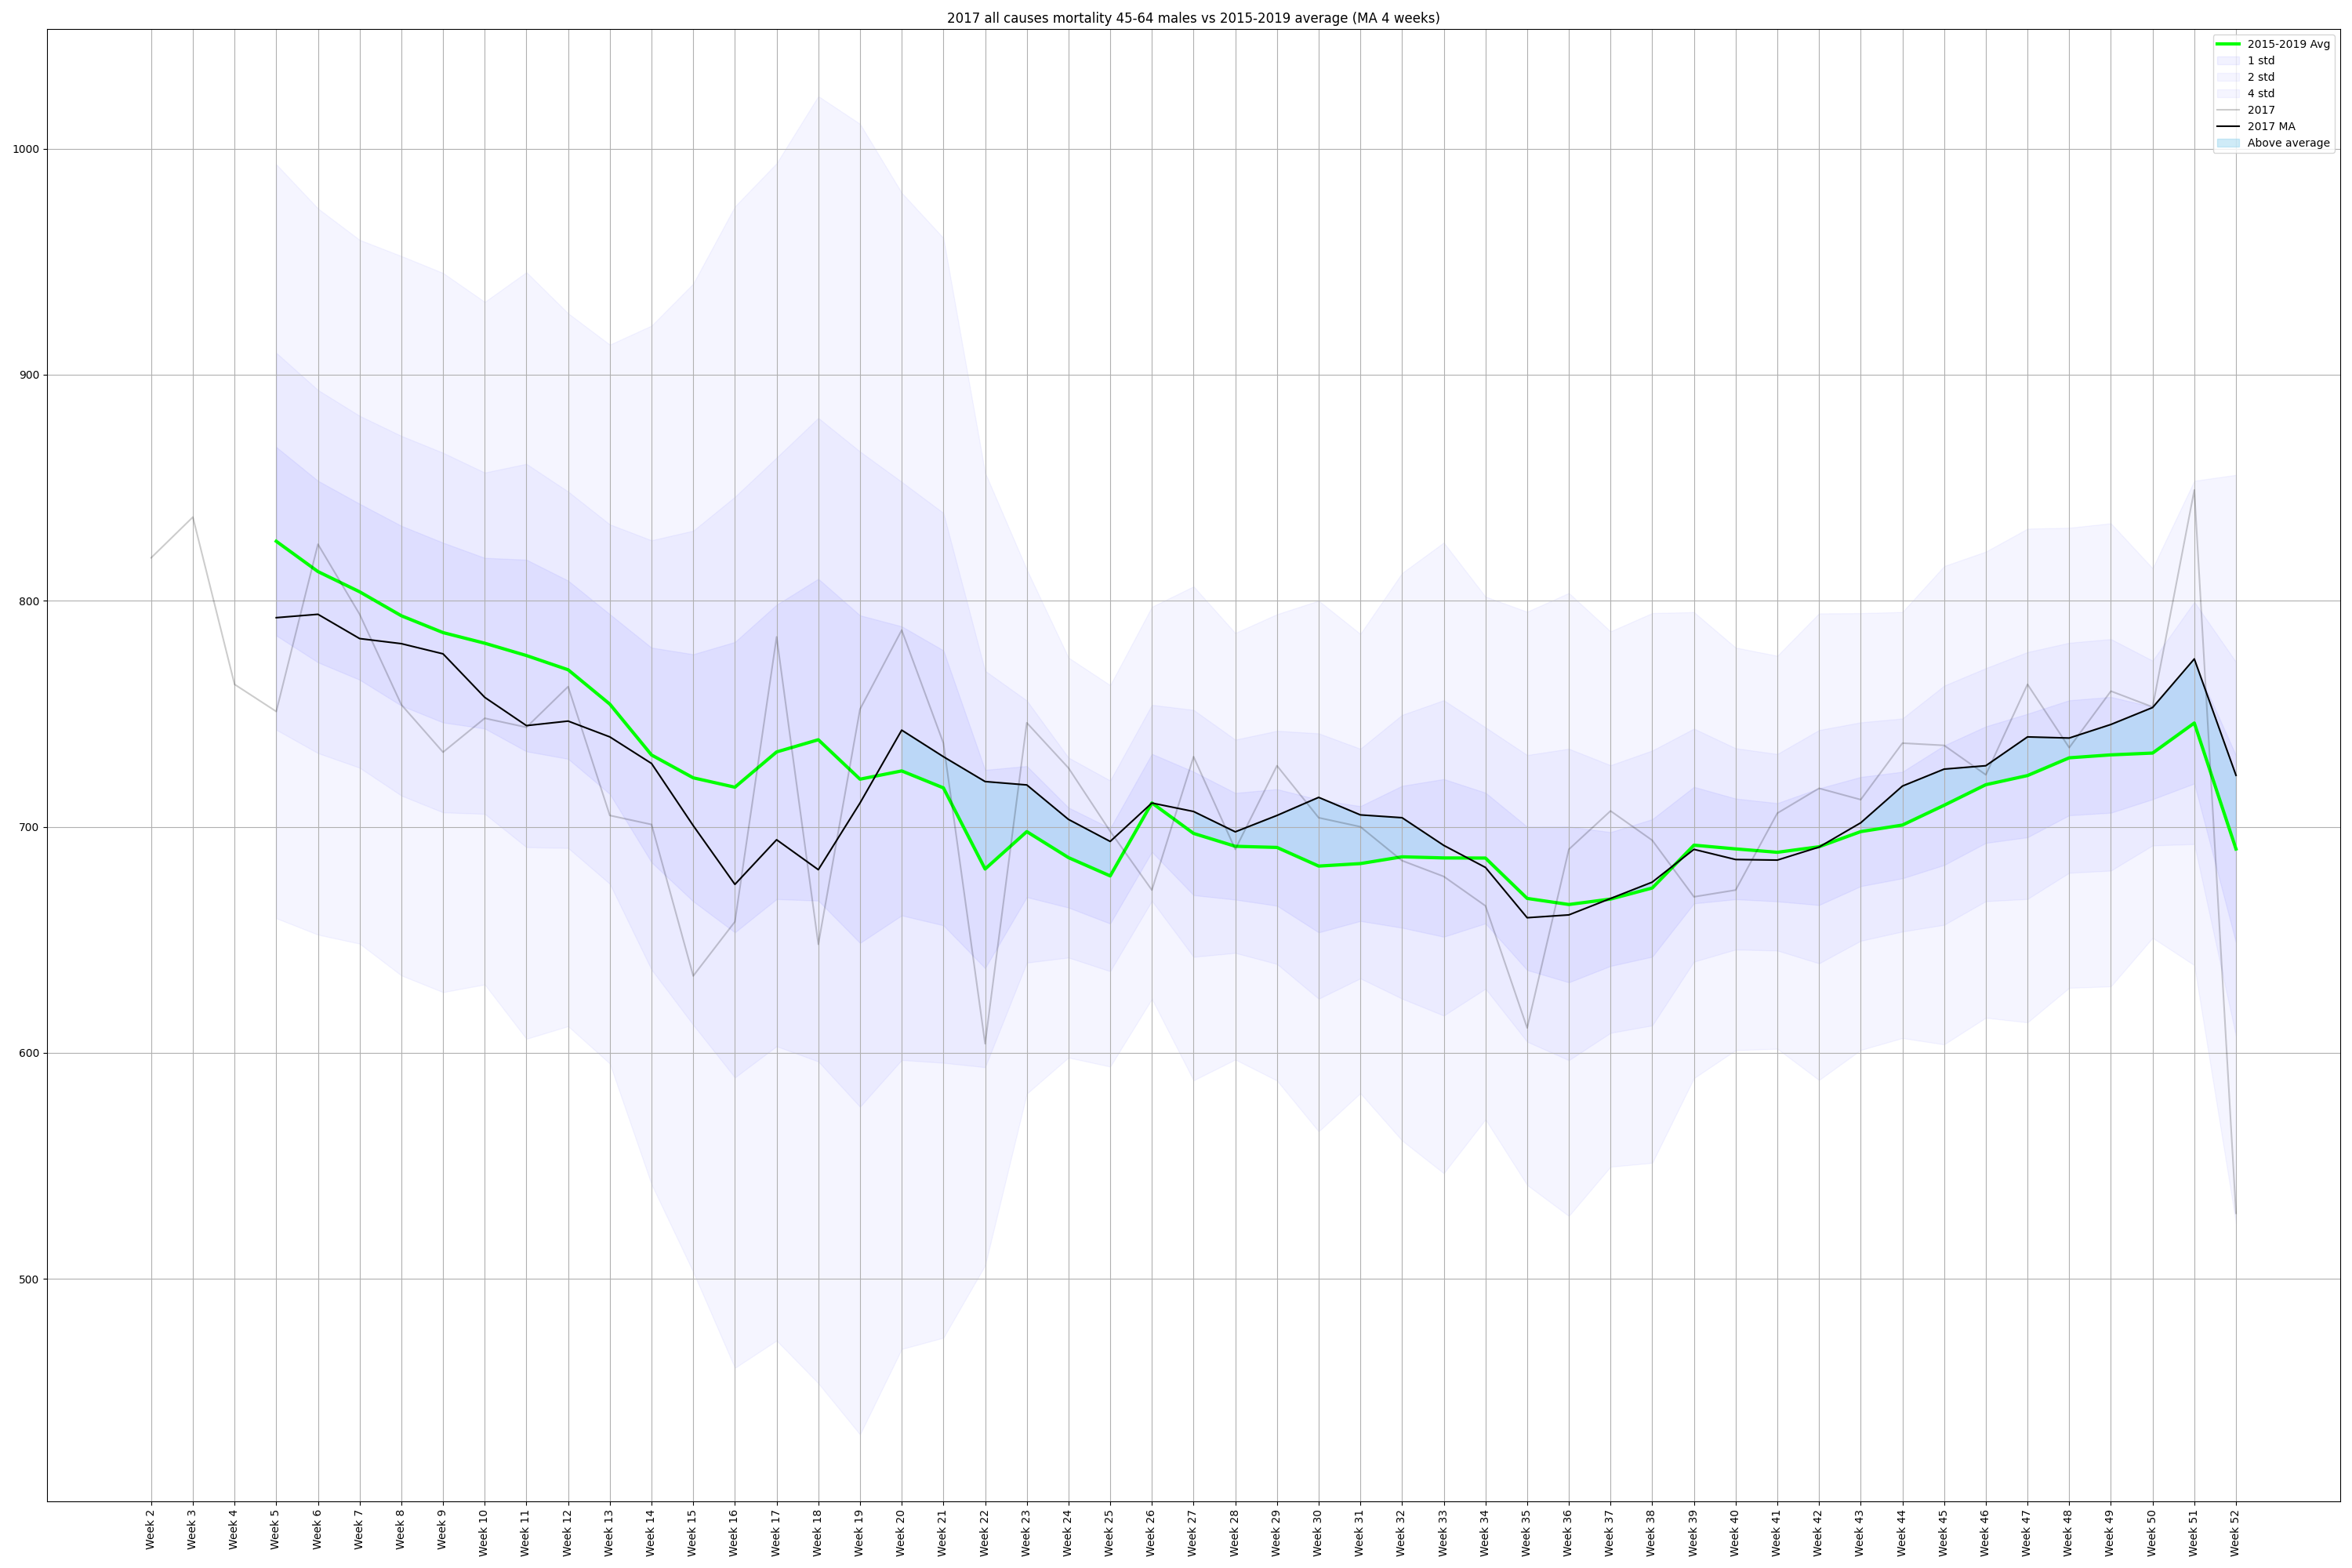 2017 all causes mortality 45-64 males vs 2015-2019 average (MA 4 weeks)
2015-2019 Avg
1 std
2 std
4 std
2017
2017 MA
Above average
1000
900
800
700
600
500
Week 2
Week 3
Week 4
Week 5
Week 6
Week 7
Week 8
Week 9
Week 10
Week 11
Week 12
Week 13
Week 14
Week 15
Week 16
Week 17
Week 18
Week 19
Week 20
Week 21
Week 22
Week 23
Week 24
Week 25
Week 26
Week 27
Week 28
Week 29
Week 30
Week 31
Week 32
Week 33
Week 34
Week 35
Week 36
Week 37
Week 38
Week 39
Week 40
Week 41
Week 42
Week 43
Week 44
Week 45
Week 46
Week 47
Week 48
Week 49
Week 50
Week 51
Week 52